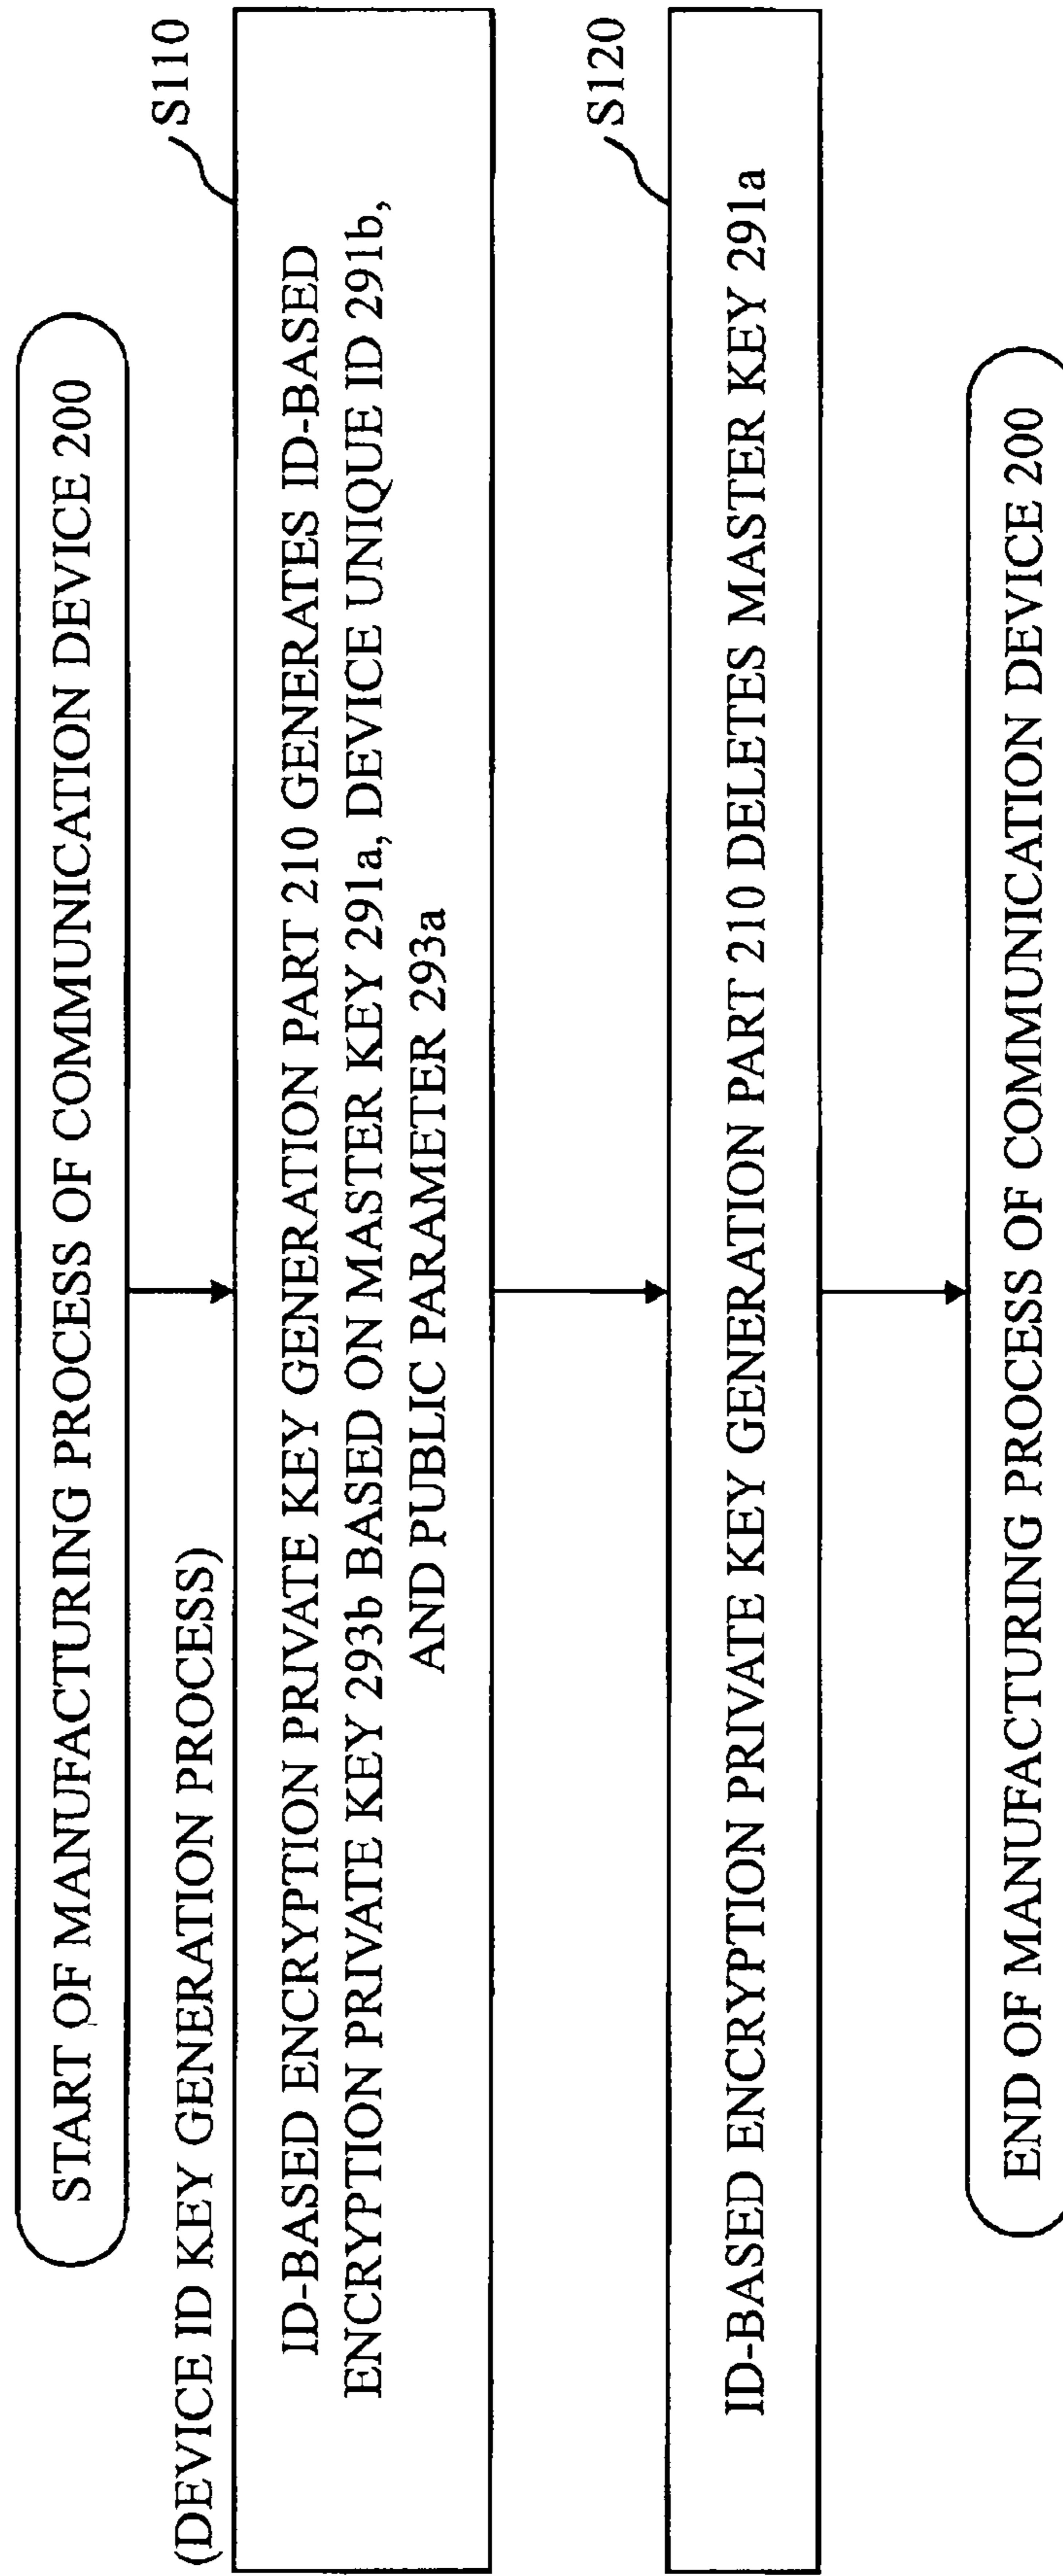 START OF MANUFACTURING PROCESS OF COMMUNICATION DEVICE 200
(DEVICE ID KEY GENERATION PROCESS)
S110
ID-BASED ENCRYPTION PRIVATE KEY GENERATION PART 210 GENERATES ID-BASED
ENCRYPTION PRIVATE KEY 293b BASED ON MASTER KEY 291a, DEVICE UNIQUE ID 291b,
AND PUBLIC PARAMETER 293a
S120
ID-BASED ENCRYPTION PRIVATE KEY GENERATION PART 210 DELETES MASTER KEY 291a
END OF MANUFACTURING PROCESS OF COMMUNICATION DEVICE 200